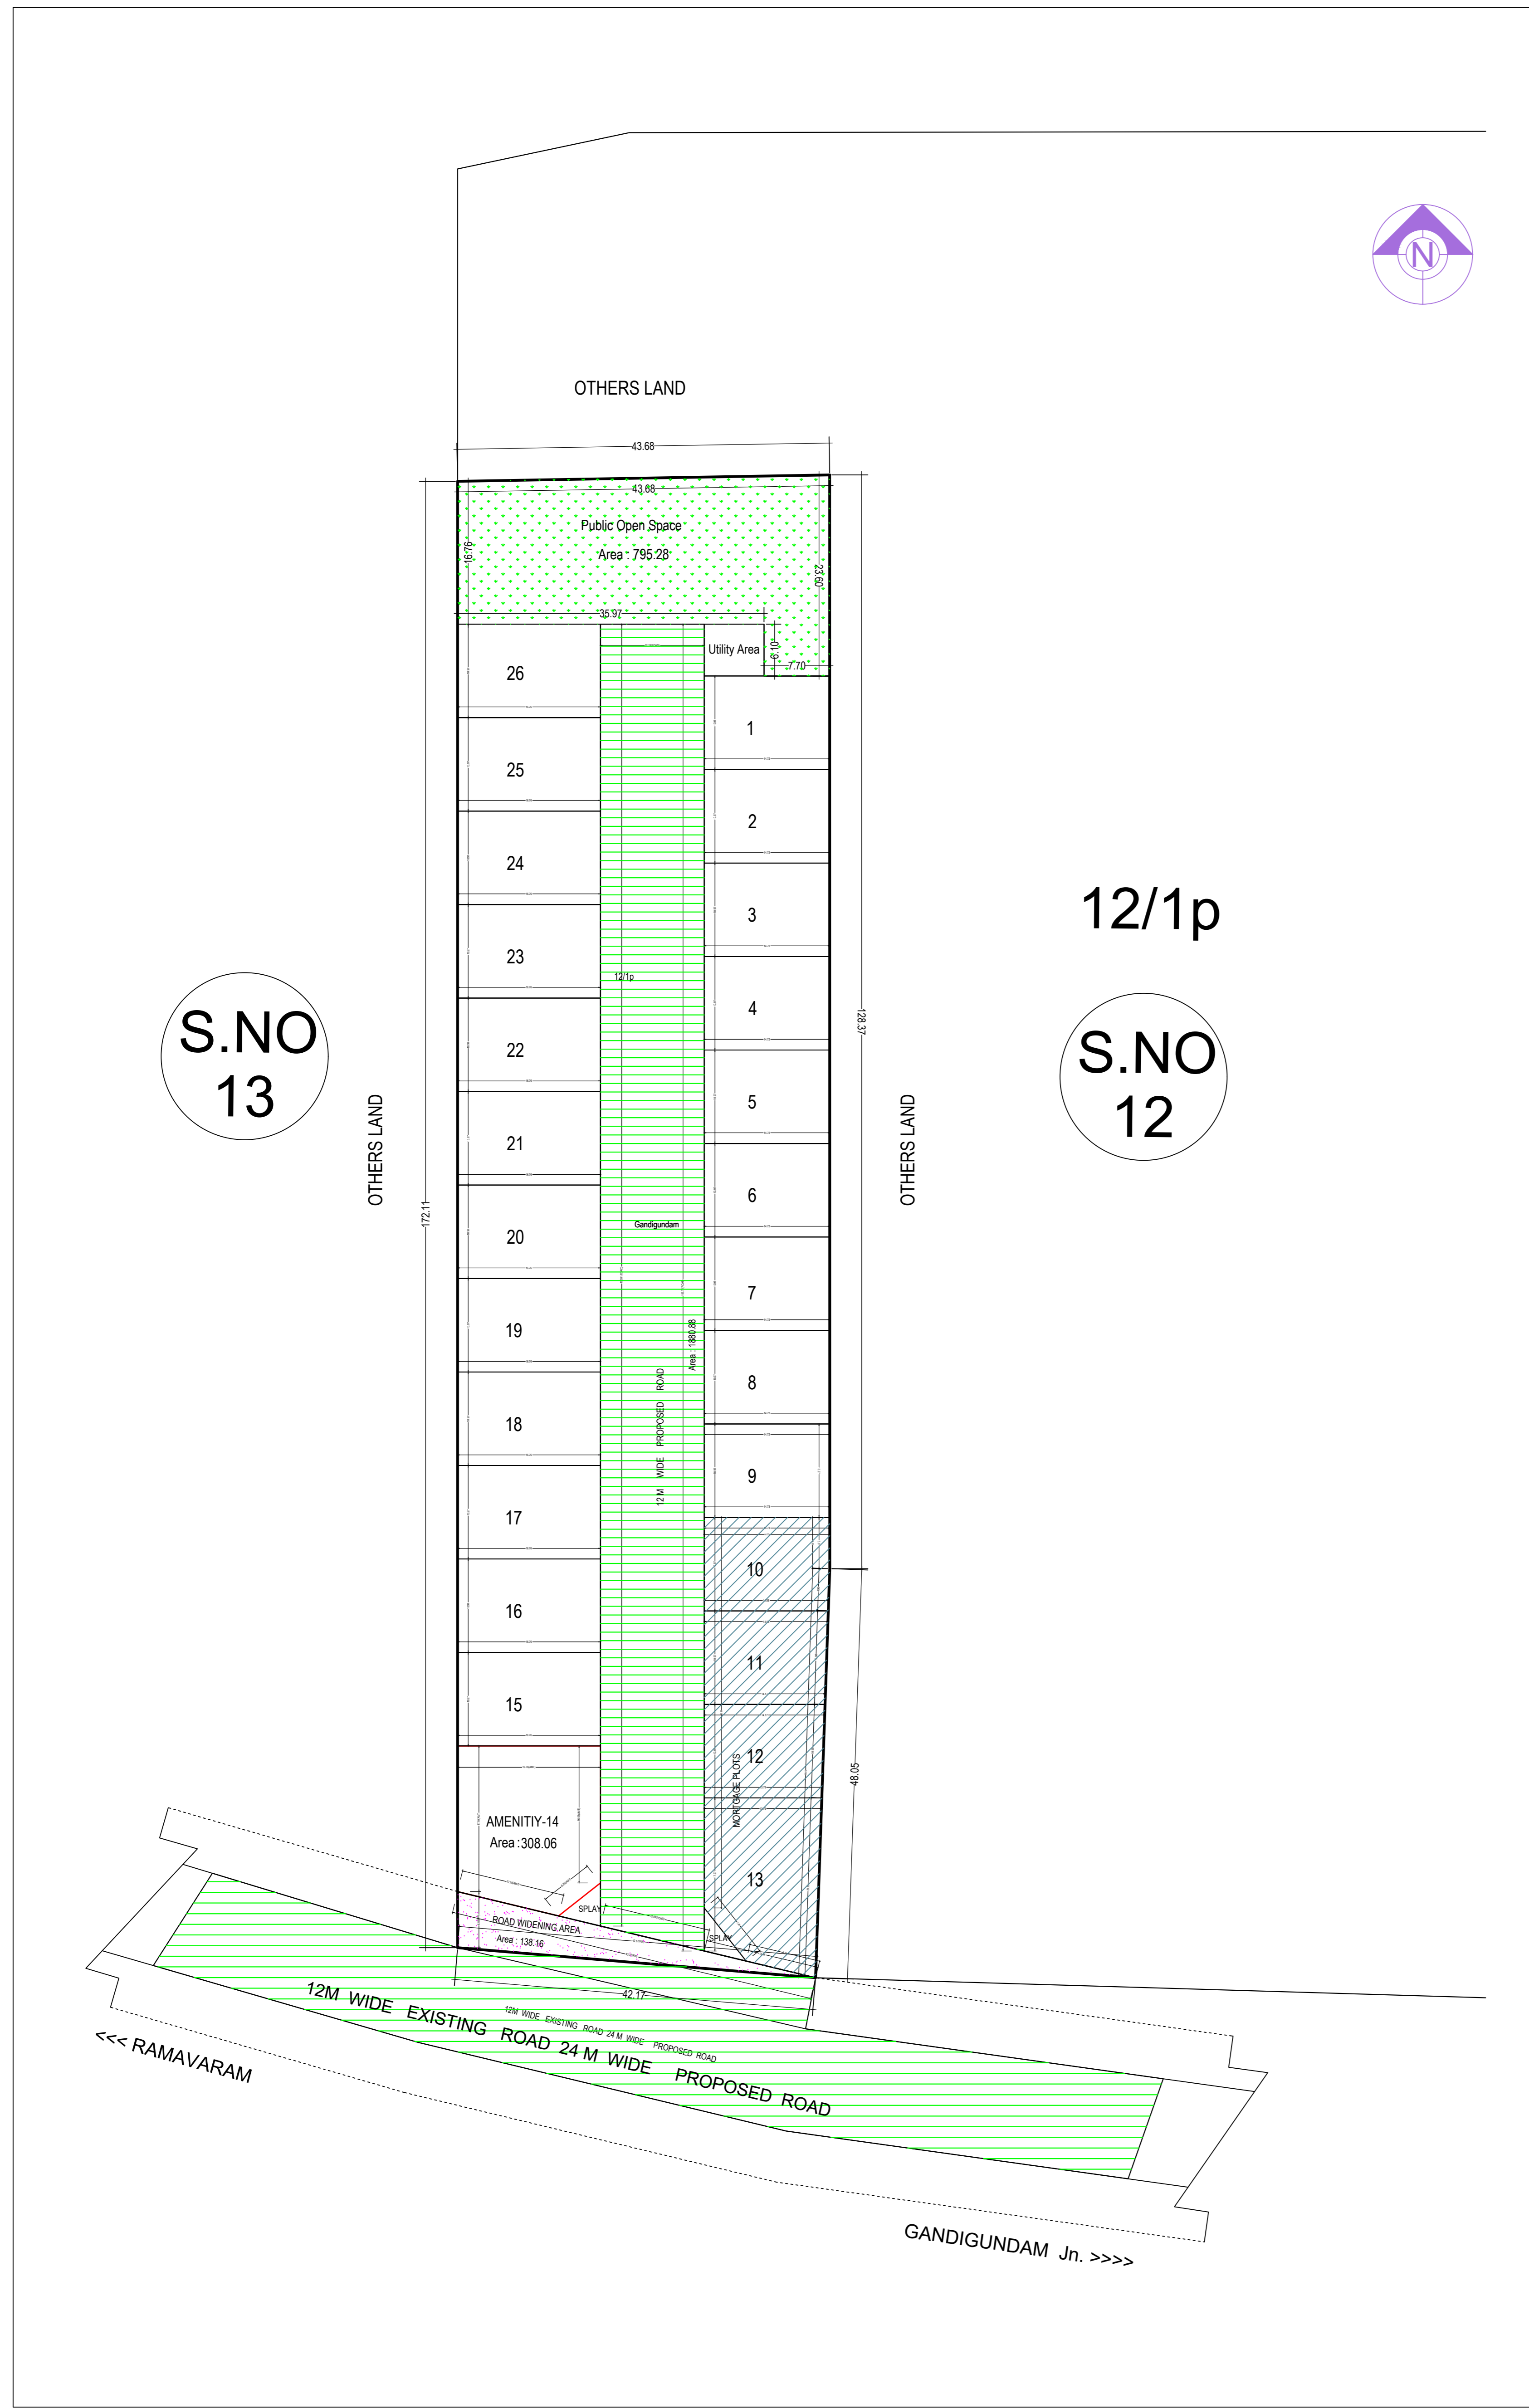 N
OTHERS LAND
43.68
43.68
Public Open Space
Area : 795.28
16.76
23.60
35.97
Utility Area
6.10
7.70
26
1
25
2
24
3
12/1p
23
12/1p
4
S.NO
13
S.NO
12
22
128.37
5
OTHERS LAND
OTHERS LAND
21
6
172.11
20
Gandigundam
7
19
Area : 1880.88
8
18
12 M WIDE PROPOSED ROAD
9
17
10
16
11
15
12
MORTGAGE PLOTS
48.05
AMENITIY-14
Area :308.06
13
SPLAY
ROAD WIDENING AREA
Area : 138.16
SPLAY
42.17
12M WIDE EXISTING ROAD 24 M WIDE PROPOSED ROAD
12M WIDE EXISTING ROAD 24 M WIDE PROPOSED ROAD
<<< RAMAVARAM
GANDIGUNDAM Jn. >>>>